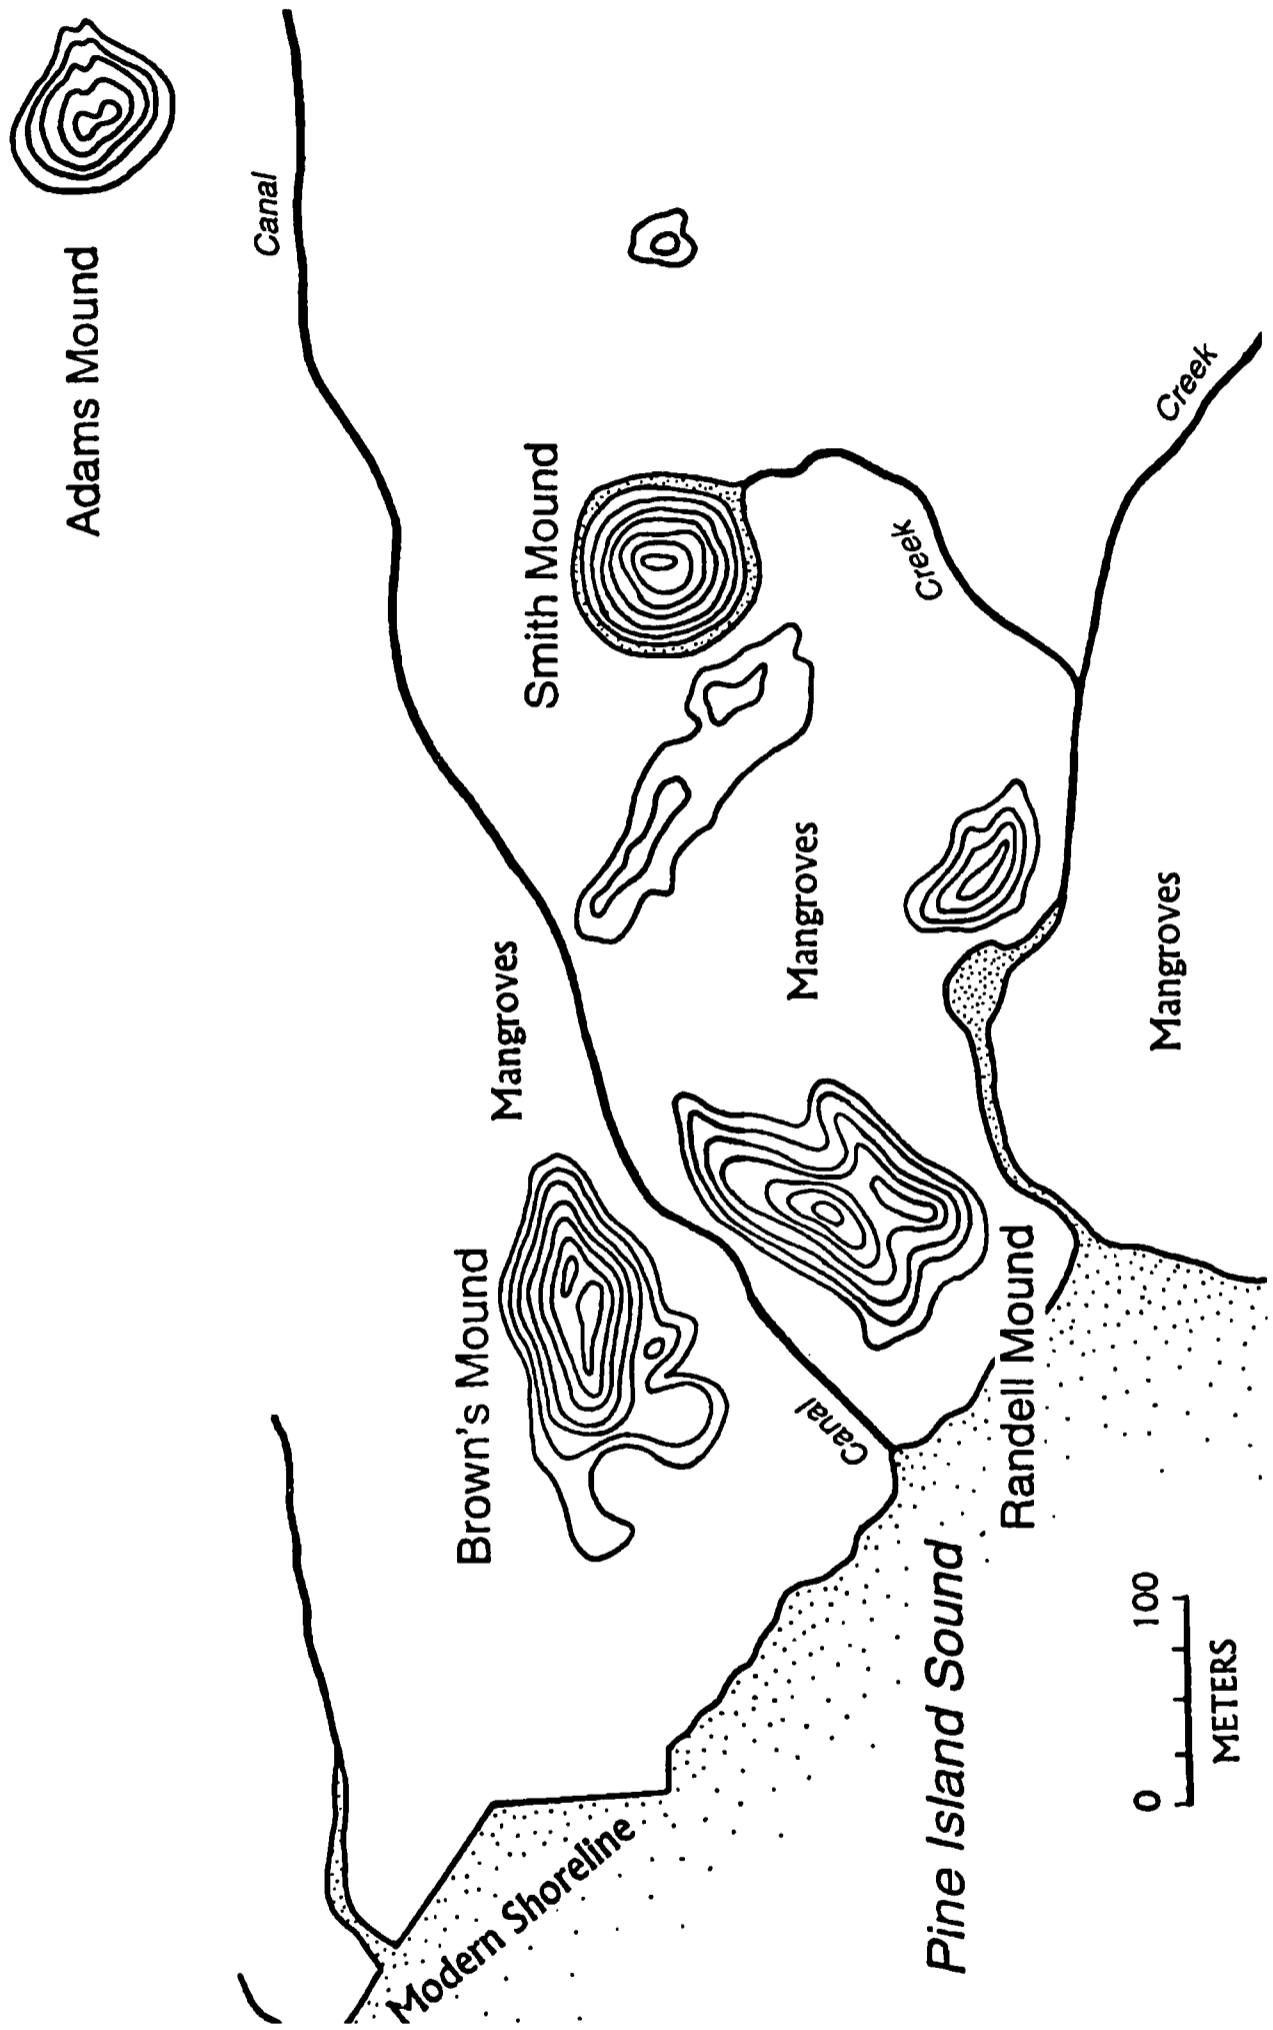 Adams Mound
Canal
Smith Mound
Creek
Creek
Mangroves
Mangroves
Mangroves
Brown's Mound
Canal
Randell Mound
Pine Island Sound
Modern Shoreline
0 100
METERS